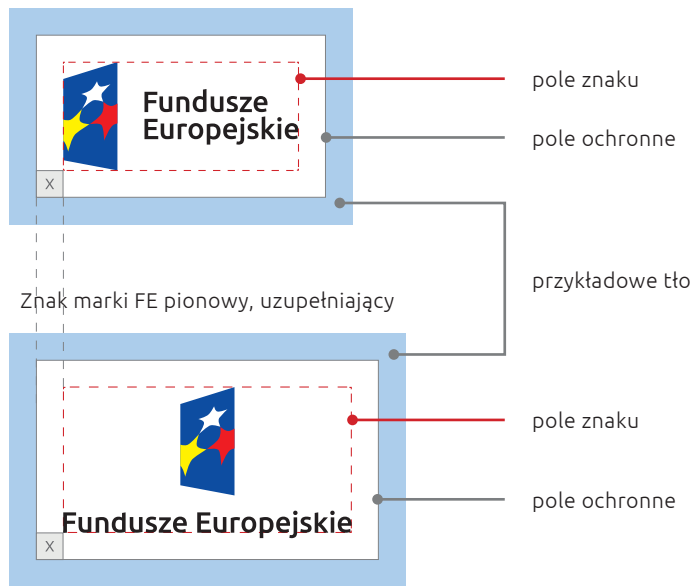 Fundusze
Europejskie
pole znaku
pole ochronne
X
przykładowe tło
Znak marki FE pionowy, uzupełniający
pole znaku
pole ochronne
Fundusze Europejskie
X